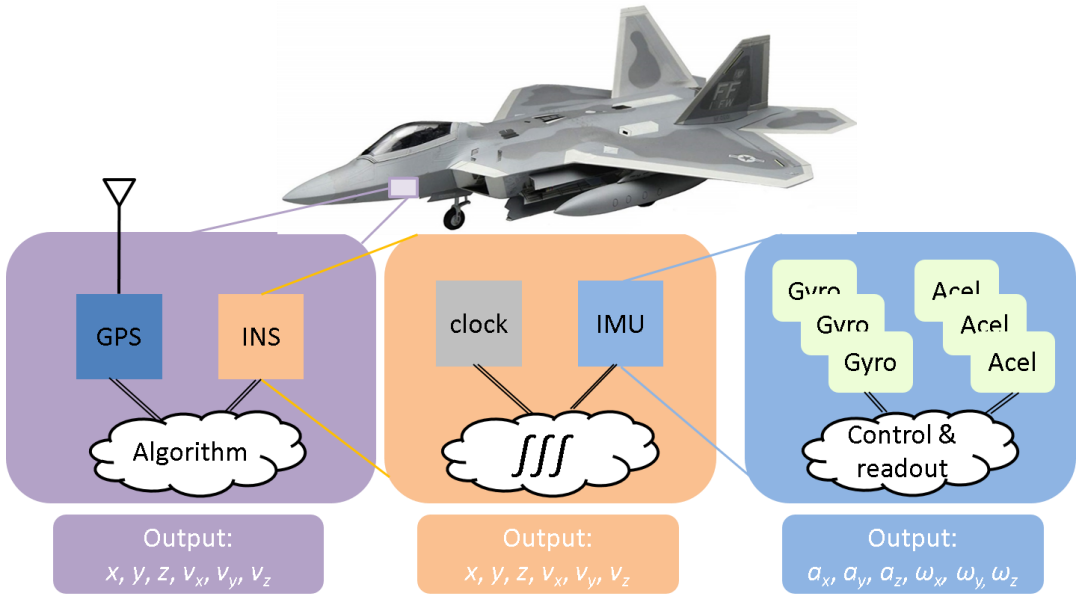 FF
FW
GPS
INS
Algorithm
Output:
x, y, z, vx, vy, vz
clock
IMU
∫∫∫
Output:
x, y, z, vx, vy, vz
Gyro
Gyro
Gyro
Acel
Acel
Acel
Control &
readout
Output:
ax, ay, az, ωx, ωy, ωz